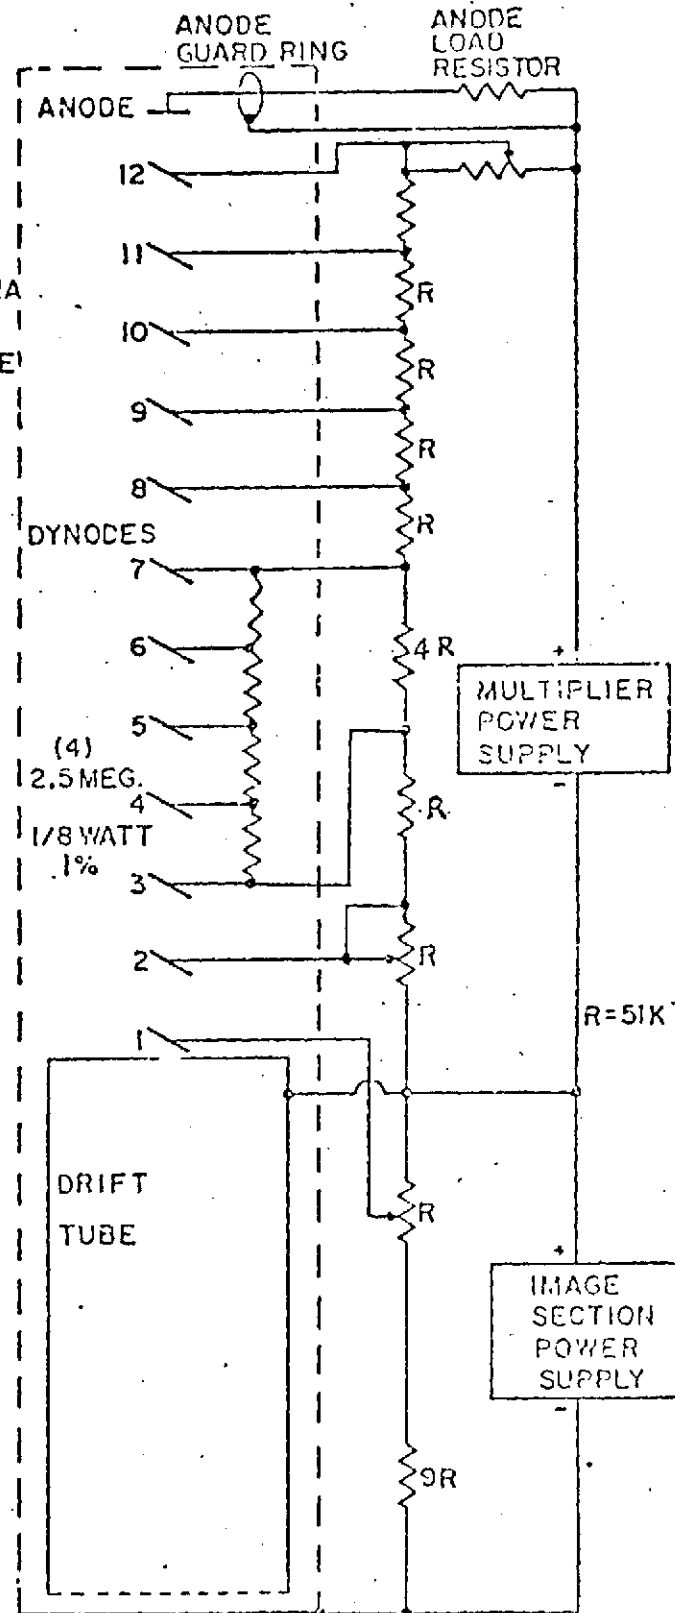 ANODE
GUARD RING
ANODE
LOAD
RESISTOR
ANODE
12
11
R
10
R
9
R
8
R
DYNODES
7
6
4R
5
(4)
2.5 MEG.
4
1/8 WATT
.1%
3
R
2
R
1
MULTIPLIER
POWER
SUPPLY
+
-
R=51K
DRIFT
TUBE
R
+
IMAGE
SECTION
POWER
SUPPLY
-
9R